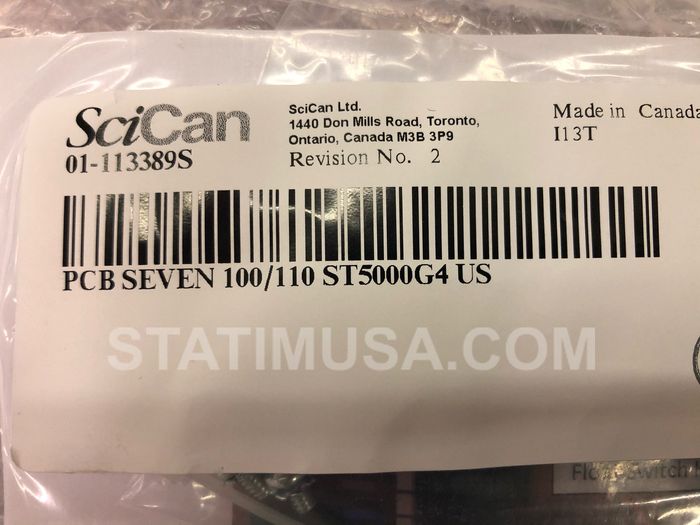 SciCan
01-113389S
SciCan Ltd.
1440 Don Mills Road, Toronto,
Ontario, Canada M3B 3P9
Revision No. 2
Made in Canada
I13T
PCB SEVEN 100/110 ST5000G4 US
STATIMUSA.COM
Switch